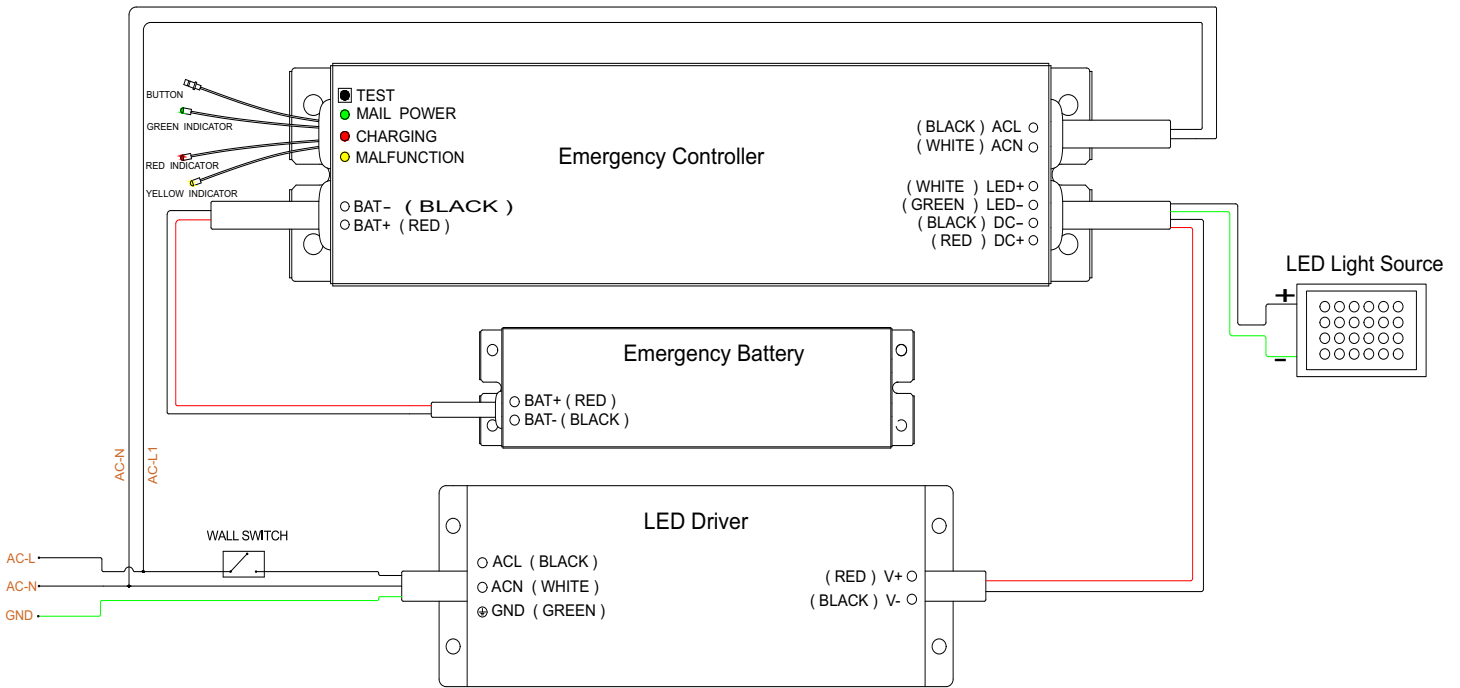 BUTTON
GREEN INDICATOR
RED INDICATOR
YELLOW INDICATOR
TEST
MAIL POWER
CHARGING
MALFUNCTION
BAT- ( BLACK )
BAT+ ( RED )
Emergency Controller
( BLACK ) ACL
( WHITE ) ACN
( WHITE ) LED+
( GREEN ) LED-
( BLACK ) DC-
( RED ) DC+
LED Light Source
+
-
Emergency Battery
BAT+ ( RED )
BAT- ( BLACK )
AC-N
AC-L1
WALL SWITCH
AC-L
AC-N
GND
LED Driver
ACL ( BLACK )
ACN ( WHITE )
GND ( GREEN )
( RED ) V+
( BLACK ) V-